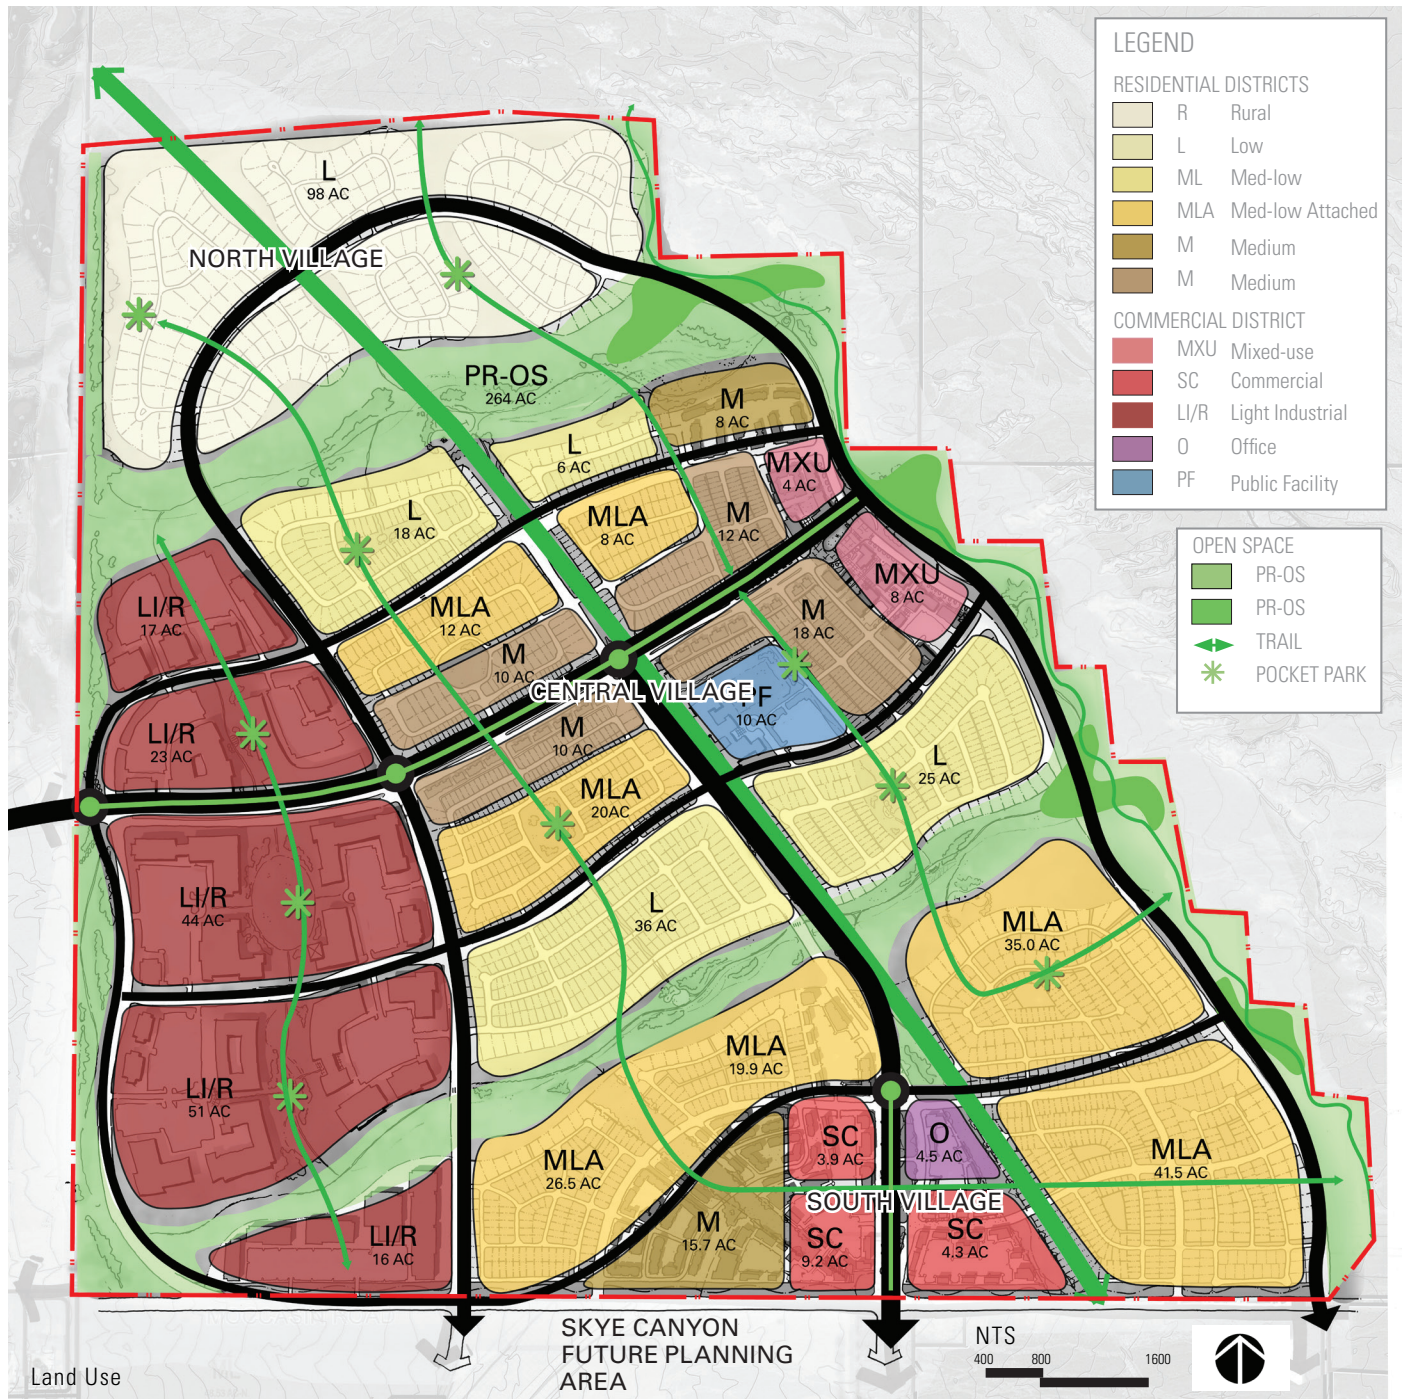 LEGEND
RESIDENTIAL DISTRICTS
R Rural
L Low
ML Med-low
MLA Med-low Attached
M Medium
M Medium
COMMERCIAL DISTRICT
MXU Mixed-use
SC Commercial
LI/R Light Industrial
O Office
PF Public Facility
OPEN SPACE
PR-OS
PR-OS
TRAIL
POCKET PARK
L
98 AC
NORTH VILLAGE
PR-OS
264 AC
M
8 AC
L
6 AC
MXU
4 AC
L
18 AC
MLA
8 AC
M
12 AC
MXU
8 AC
LI/R
17 AC
MLA
12 AC
M
18 AC
M
10 AC
CENTRAL VILLAGE
PF
10 AC
LI/R
23 AC
M
10 AC
L
25 AC
MLA
20AC
LI/R
44 AC
L
36 AC
MLA
35.0 AC
MLA
19.9 AC
LI/R
51 AC
SC
3.9 AC
O
4.5 AC
MLA
41.5 AC
MLA
26.5 AC
SOUTH VILLAGE
M
15.7 AC
SC
9.2 AC
SC
4.3 AC
LI/R
16 AC
SKYE CANYON
FUTURE PLANNING
AREA
NTS
400 800 1600
Land Use